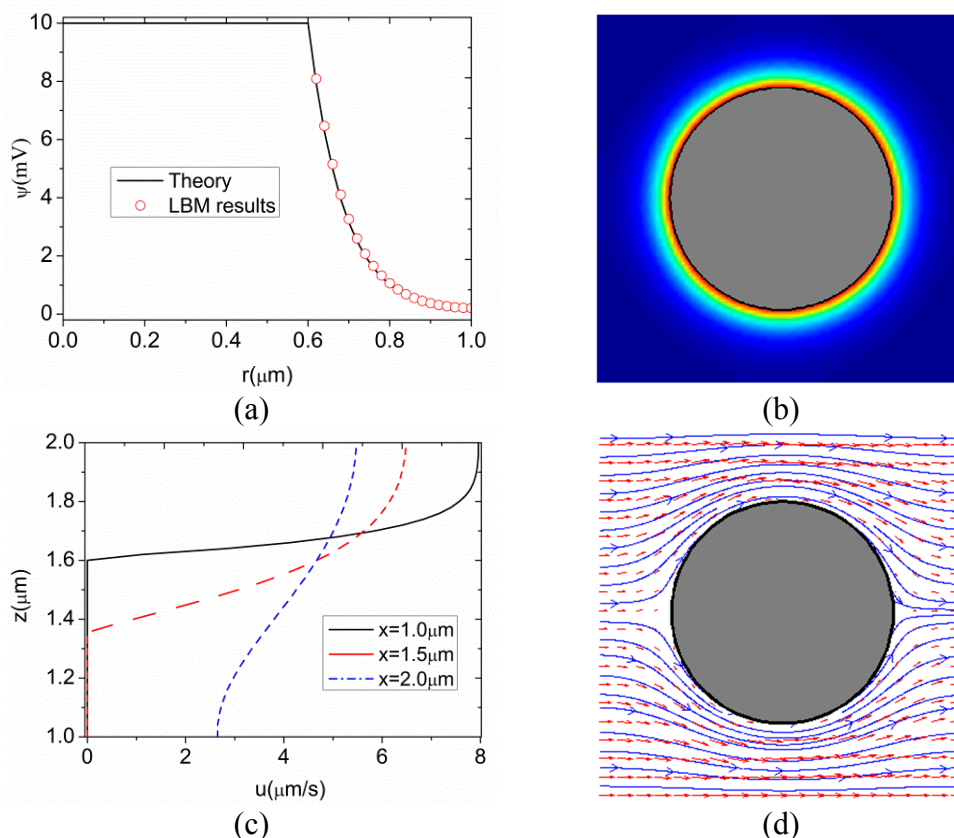 10
8
6
4
2
0
ψ(mV)
Theory
LBM results
0.0 0.2 0.4 0.6 0.8 1.0
r(μm)
(a)
(b)
2.0
1.8
1.6
1.4
1.2
1.0
z(μm)
x=1.0μm
x=1.5μm
x=2.0μm
0 2 4 6 8
u(μm/s)
(c)
(d)